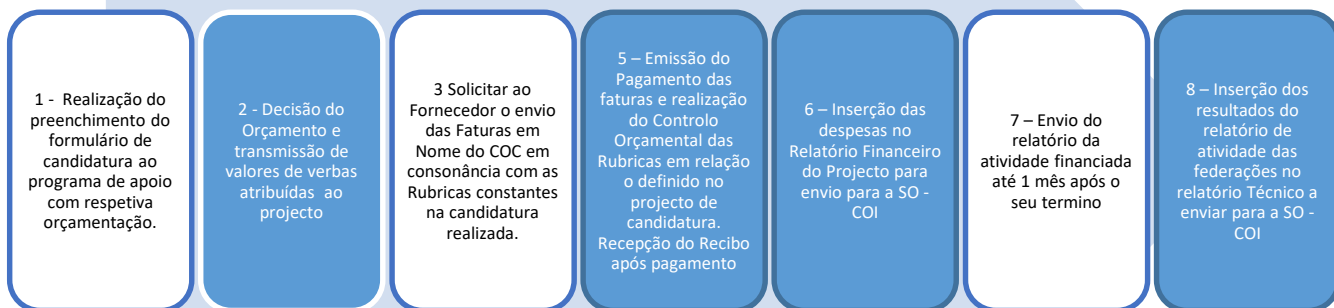 1 - Realização do
preenchimento do
formulário de
candidatura ao
programa de apoio
com respetiva
orçamentação.
2 - Decisão do
Orçamento e
transmissão de
valores de verbas
atribuídas ao
projecto
3 Solicitar ao
Fornecedor o envio
das Faturas em
Nome do COC em
consonância com as
Rubricas constantes
na candidatura
realizada.
5 – Emissão do
Pagamento das
faturas e realização
do Controlo
Orçamental das
Rubricas em relação
o definido no
projecto de
candidatura.
Recepção do Recibo
após pagamento
6 – Inserção das
despesas no
Relatório Financeiro
do Projecto para
envio para a SO -
COI
7 – Envio do
relatório da
atividade financiada
até 1 mês após o
seu termino
8 – Inserção dos
resultados do
relatório de
atividade das
federações no
relatório Técnico a
enviar para a SO -
COI